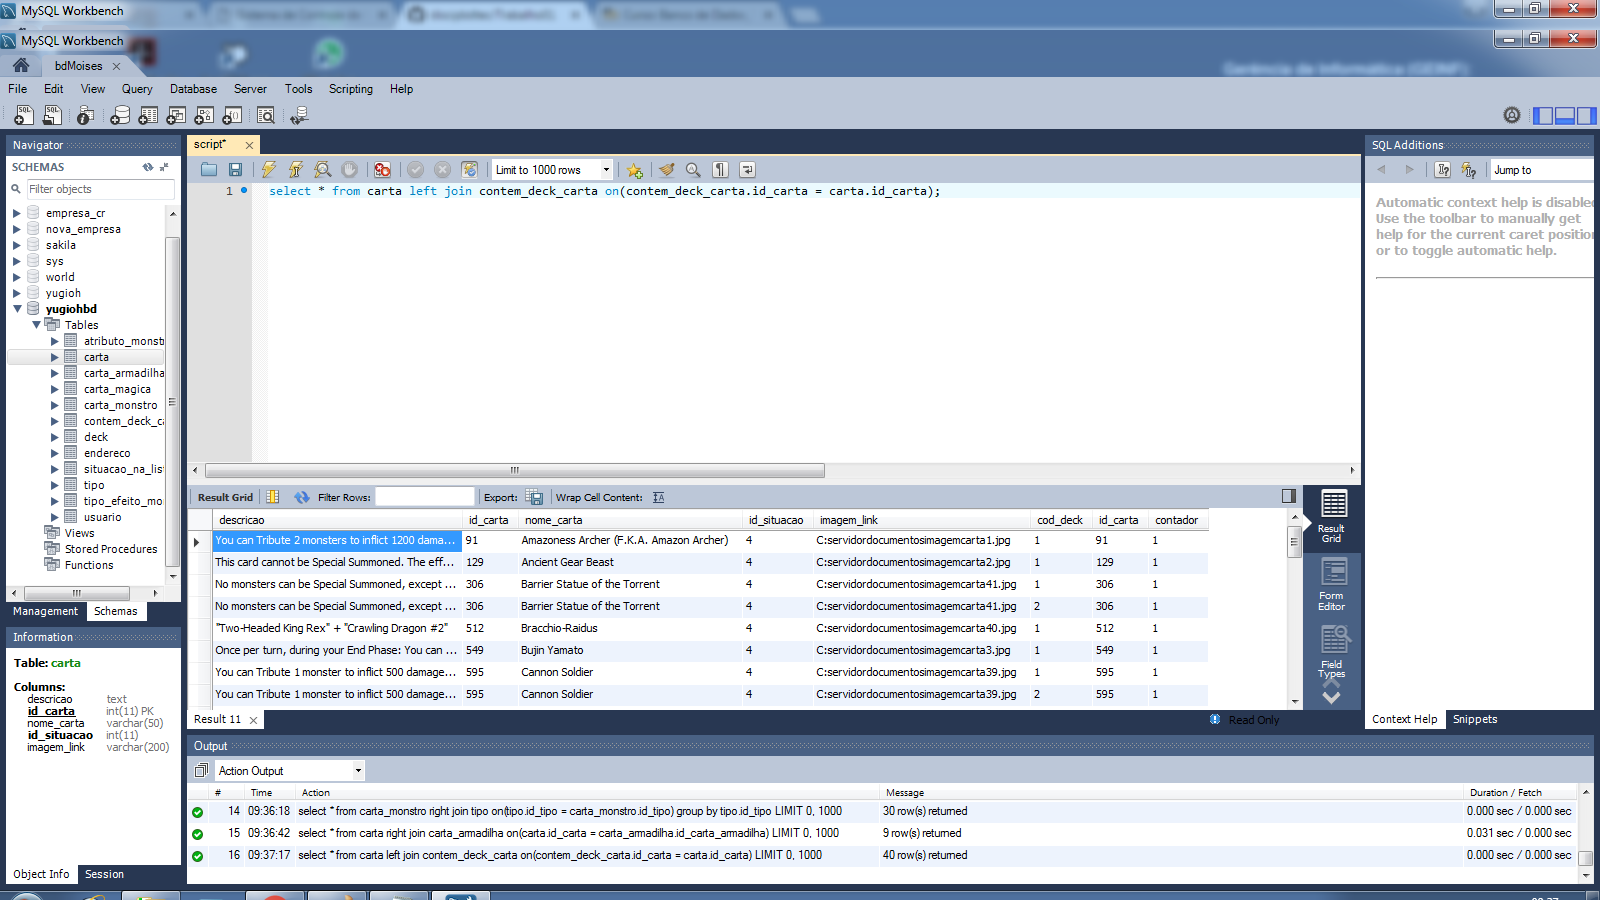 MySQL Workbench
MySQL Workbench
bdMoises
File Edit View Query Database Server Tools Scripting Help
Navigator
SCHEMAS
Filter objects
empresa_cr
nova_empresa
sakila
sys
world
yugioh
yugiohbd
Tables
atributo_monstr
carta
carta_armadilha
carta_magica
carta_monstro
contem_deck_ca
deck
endereco
situacao_na_lis
tipo
tipo_efeito_mo
usuario
Views
Stored Procedures
Functions
Management Schemas
Information
Table: carta
Columns:
descricao text
id_carta int(11) PK
nome_carta varchar(50)
id_situacao int(11)
imagem_link varchar(200)
Object Info Session
script*
Limit to 1000 rows
1 select * from carta left join contem_deck_carta on(contem_deck_carta.id_carta = carta.id_carta);
Result Grid Filter Rows: Export: Wrap Cell Content: IA
descricao id_carta nome_carta id_situacao imagem_link cod_deck id_carta contador
You can Tribute 2 monsters to inflict 1200 dama... 91 Amazoness Archer (F.K.A. Amazon Archer) 4 C:servidordocumentosimagemcarta1.jpg 1 91 1
This card cannot be Special Summoned. The eff... 129 Ancient Gear Beast 4 C:servidordocumentosimagemcarta2.jpg 1 129 1
No monsters can be Special Summoned, except ... 306 Barrier Statue of the Torrent 4 C:servidordocumentosimagemcarta41.jpg 1 306 1
No monsters can be Special Summoned, except ... 306 Barrier Statue of the Torrent 4 C:servidordocumentosimagemcarta41.jpg 2 306 1
"Two-Headed King Rex" + "Crawling Dragon #2" 512 Bracchio-Raidus 4 C:servidordocumentosimagemcarta40.jpg 1 512 1
Once per turn, during your End Phase: You can ... 549 Bujin Yamato 4 C:servidordocumentosimagemcarta3.jpg 1 549 1
You can Tribute 1 monster to inflict 500 damage... 595 Cannon Soldier 4 C:servidordocumentosimagemcarta39.jpg 1 595 1
You can Tribute 1 monster to inflict 500 damage... 595 Cannon Soldier 4 C:servidordocumentosimagemcarta39.jpg 2 595 1
Result Grid
Form Editor
Field Types
Result 11
Read Only
SQL Additions
Jump to
Automatic context help is disabled
Use the toolbar to manually get
help for the current caret position
or to toggle automatic help.
Context Help Snippets
Output
Action Output
# Time Action Message Duration / Fetch
14 09:36:18 select * from carta_monstro right join tipo on(tipo.id_tipo = carta_monstro.id_tipo) group by tipo.id_tipo LIMIT 0, 1000 30 row(s) returned 0.000 sec / 0.000 sec
15 09:36:42 select * from carta right join carta_armadilha on(carta.id_carta = carta_armadilha.id_carta_armadilha) LIMIT 0, 1000 9 row(s) returned 0.031 sec / 0.000 sec
16 09:37:17 select * from carta left join contem_deck_carta on(contem_deck_carta.id_carta = carta.id_carta) LIMIT 0, 1000 40 row(s) returned 0.000 sec / 0.000 sec